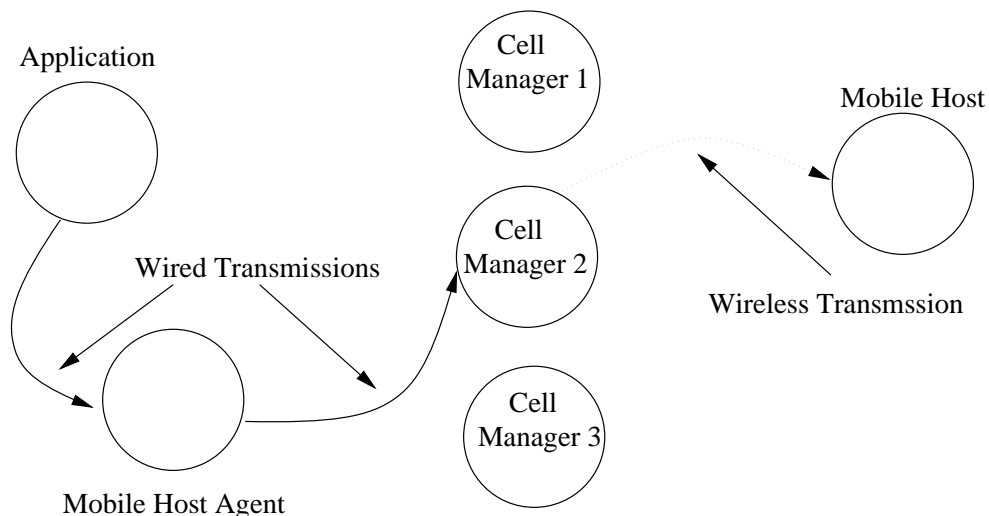 Application
Cell
Manager 1
Mobile Host
Cell
Manager 2
Wired Transmissions
Wireless Transmssion
Cell
Manager 3
Mobile Host Agent